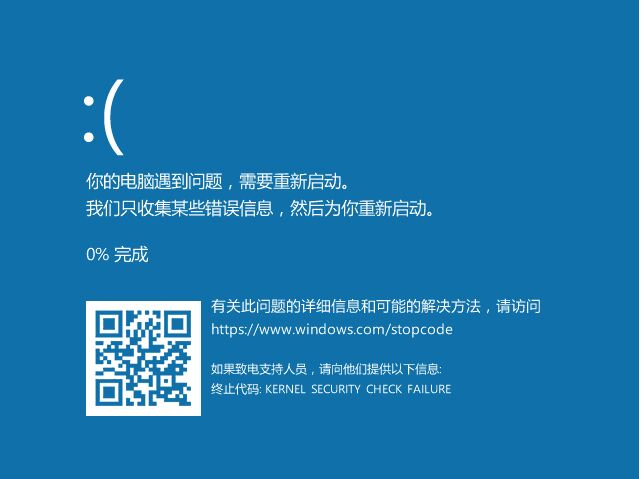 :(
你的电脑遇到问题，需要重新启动。
我们只收集某些错误信息，然后为你重新启动。
0% 完成
有关此问题的详细信息和可能的解决方法，请访问
https://www.windows.com/stopcode
如果致电支持人员，请向他们提供以下信息:
终止代码: KERNEL SECURITY CHECK FAILURE